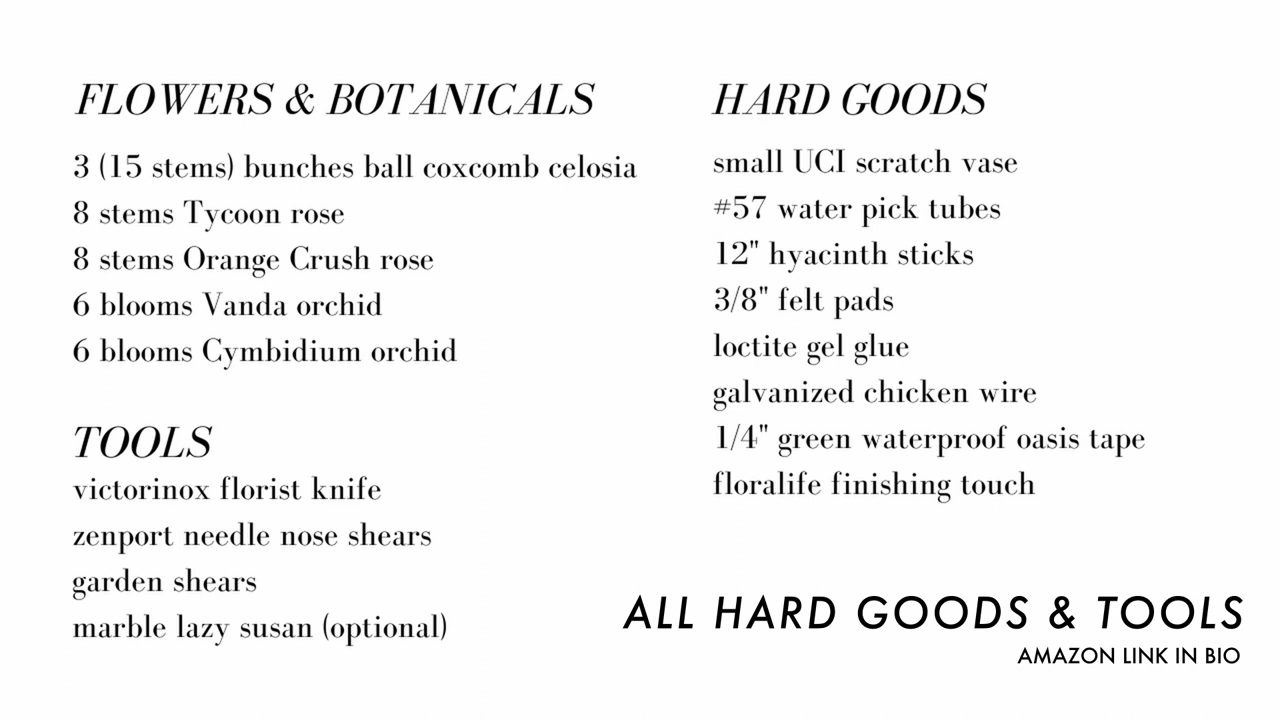 FLOWERS & BOTANICALS
3 (15 stems) bunches ball coxcomb celosia
8 stems Tycoon rose
8 stems Orange Crush rose
6 blooms Vanda orchid
6 blooms Cymbidium orchid
TOOLS
victorinox florist knife
zenport needle nose shears
garden shears
marble lazy susan (optional)
HARD GOODS
small UCI scratch vase
#57 water pick tubes
12" hyacinth sticks
3/8" felt pads
loctite gel glue
galvanized chicken wire
1/4" green waterproof oasis tape
floralife finishing touch
ALL HARD GOODS & TOOLS
AMAZON LINK IN BIO